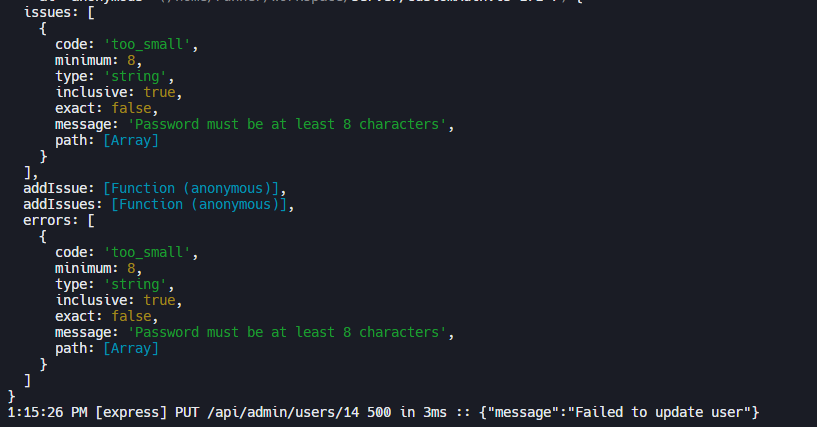 issues: [
{
code: 'too_small',
minimum: 8,
type: 'string',
inclusive: true,
exact: false,
message: 'Password must be at least 8 characters',
path: [Array]
}
],
addIssue: [Function (anonymous)],
addIssues: [Function (anonymous)],
errors: [
{
code: 'too_small',
minimum: 8,
type: 'string',
inclusive: true,
exact: false,
message: 'Password must be at least 8 characters',
path: [Array]
}
]
}
1:15:26 PM [express] PUT /api/admin/users/14 500 in 3ms :: {"message":"Failed to update user"}